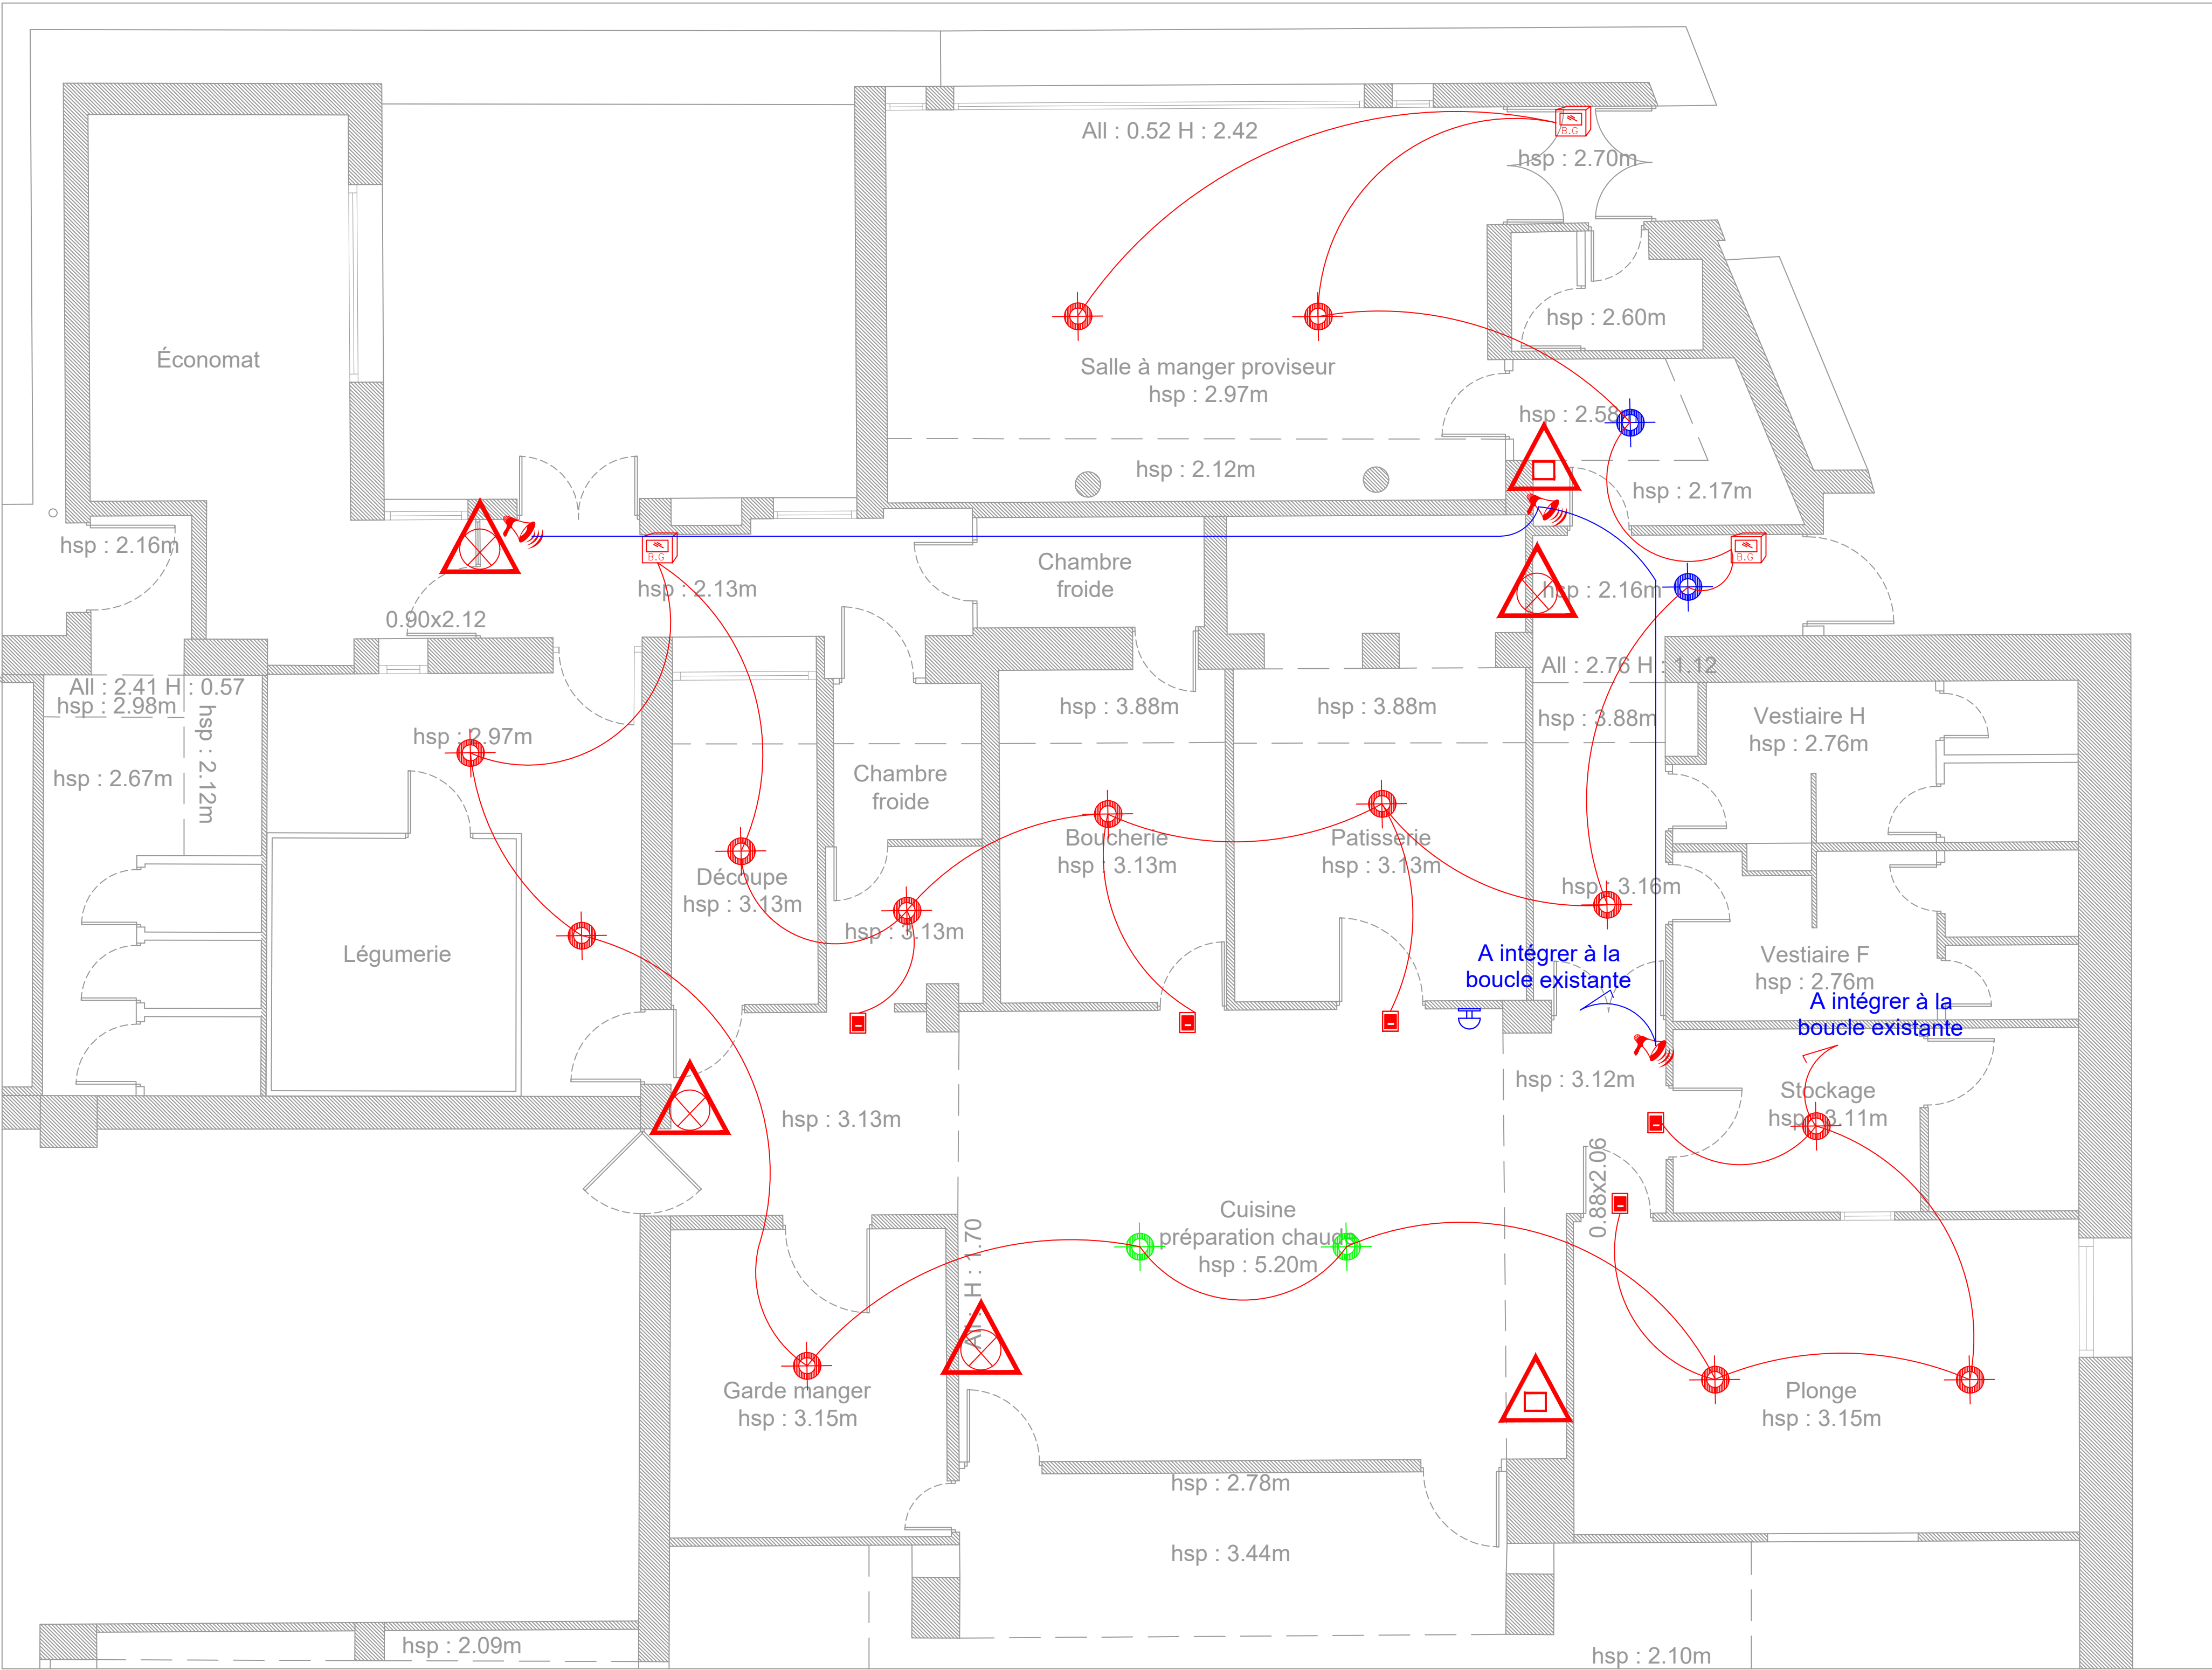 All : 0.52 H : 2.42
B.G
hsp : 2.70m
hsp : 2.60m
Économat
Salle à manger proviseur
hsp : 2.97m
hsp : 2.58
hsp : 2.12m
hsp : 2.17m
hsp : 2.16m
B.G
B.G
Chambre
froide
hsp : 2.13m
hsp : 2.16m
0.90x2.12
All : 2.76 H : 1.12
All : 2.41 H : 0.57
hsp : 2.98m
hsp : 2.12m
hsp : 3.88m
hsp : 3.88m
hsp : 3.88m
Vestiaire H
hsp : 2.76m
hsp : 2.97m
hsp : 2.67m
Chambre
froide
Boucherie
hsp : 3.13m
Patisserie
hsp : 3.13m
Découpe
hsp : 3.13m
hsp : 3.16m
hsp : 3.13m
Légumerie
A intégrer à la
boucle existante
Vestiaire F
hsp : 2.76m
A intégrer à la
boucle existante
hsp : 3.12m
Stockage
hsp : 3.11m
hsp : 3.13m
0.88x2.06
Cuisine
préparation chaude
hsp : 5.20m
All : H : 1.70
Garde manger
hsp : 3.15m
Plonge
hsp : 3.15m
hsp : 2.78m
hsp : 3.44m
hsp : 2.09m
hsp : 2.10m